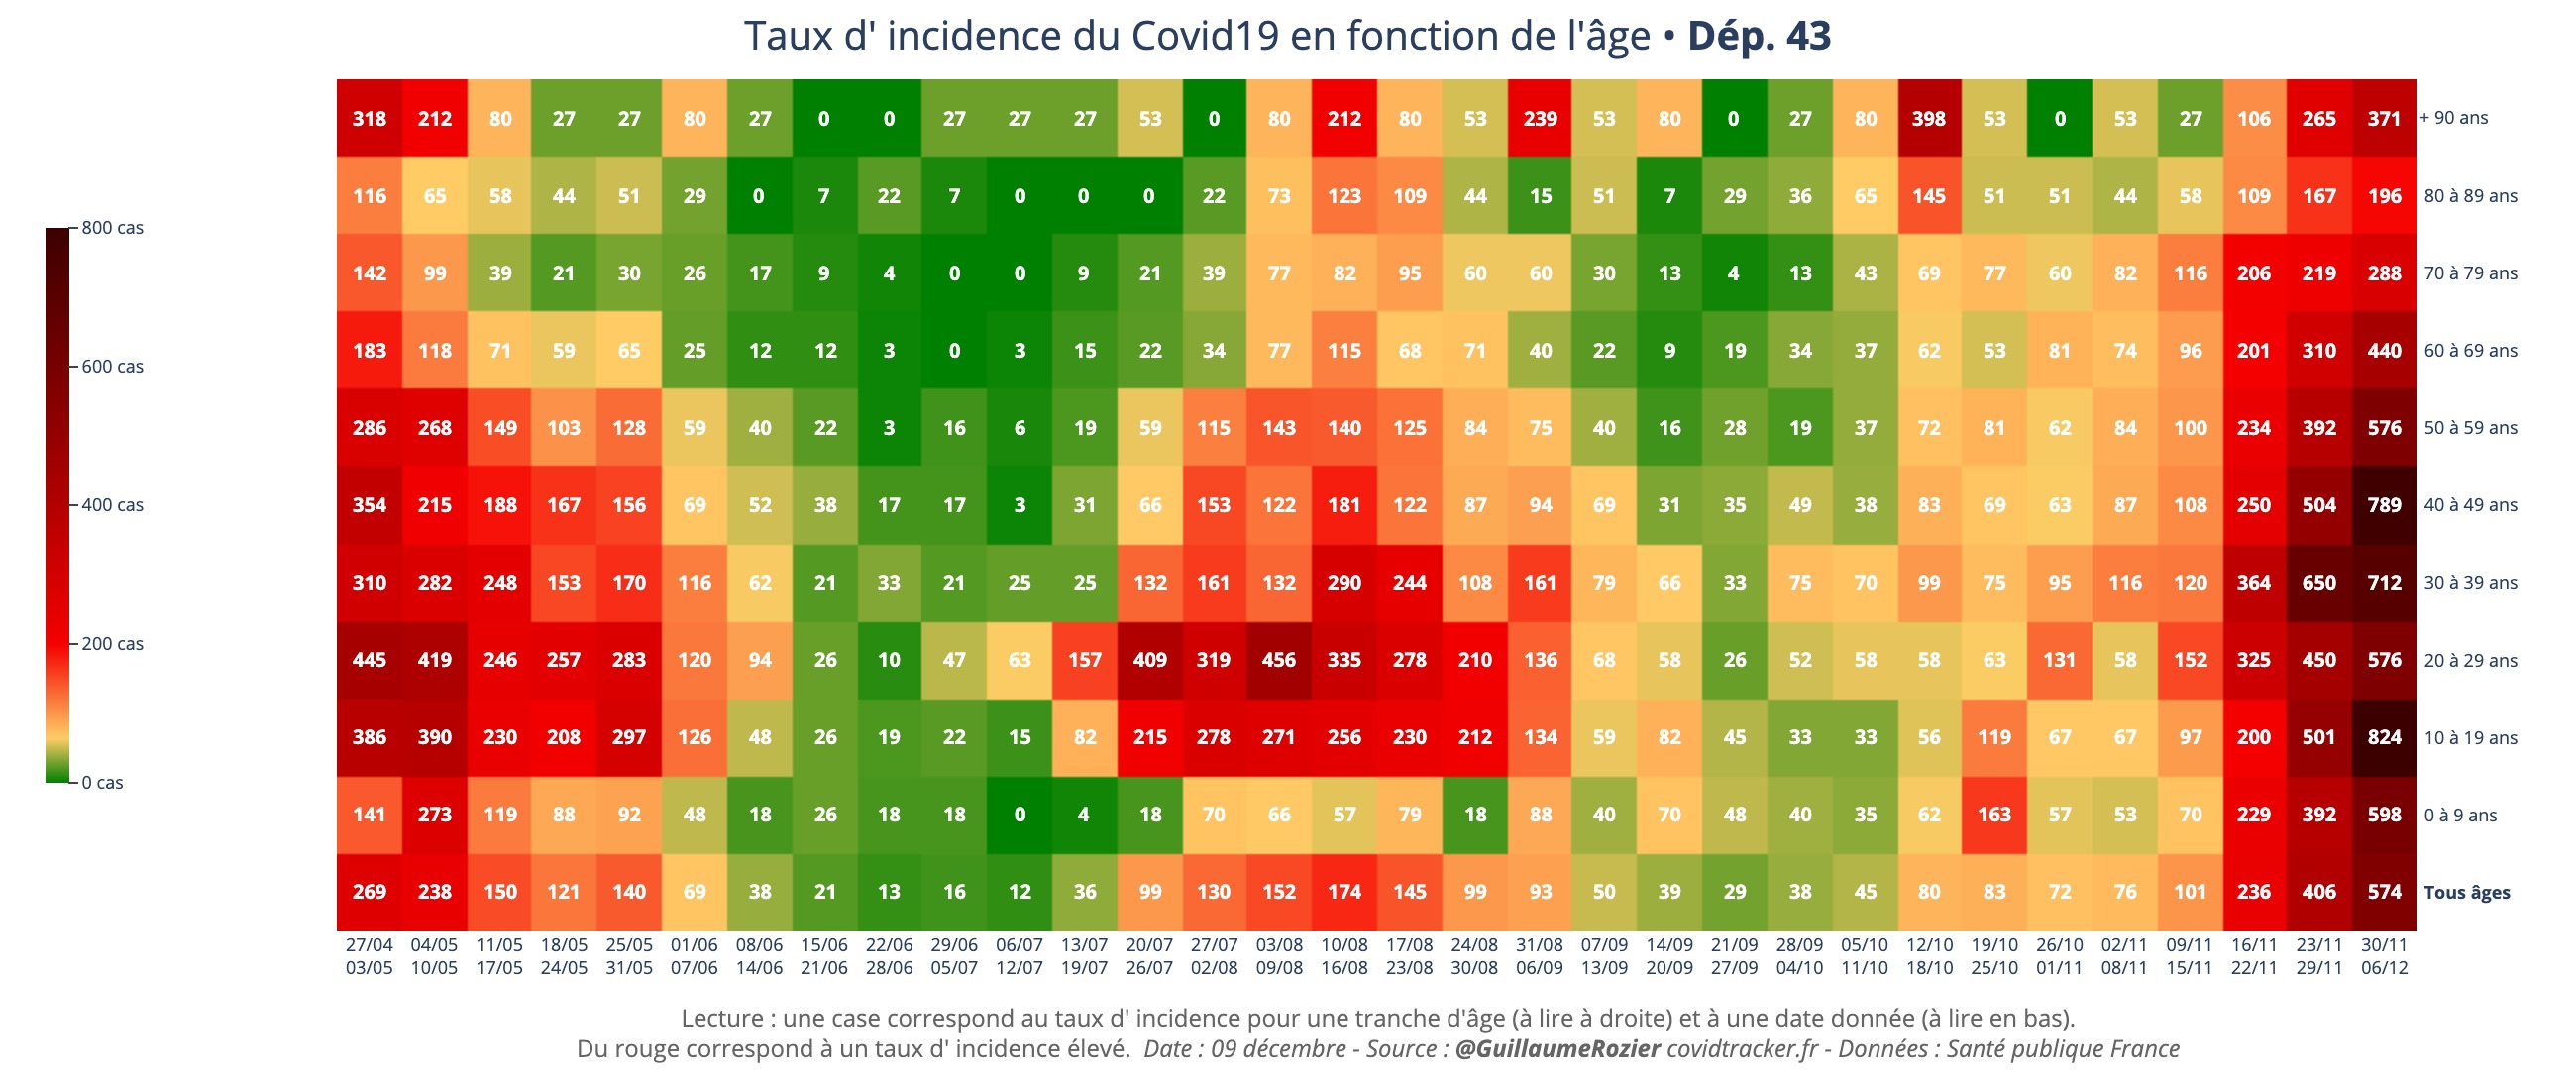 Taux d' incidence du Covid19 en fonction de l'âge • Dép. 43
318 212 80 27 27 80 27 0 0 27 27 27 53 0 80 212 80 53 239 53 80 0 27 80 398 53 0 53 27 106 265 371 + 90 ans
116 65 58 44 51 29 0 7 22 7 0 0 0 22 73 123 109 44 15 51 7 29 36 65 145 51 51 44 58 109 167 196 80 à 89 ans
800 cas
142 99 39 21 30 26 17 9 4 0 0 9 21 39 77 82 95 60 60 30 13 4 13 43 69 77 60 82 116 206 219 288 70 à 79 ans
183 118 71 59 65 25 12 12 3 0 3 15 22 34 77 115 68 71 40 22 9 19 34 37 62 53 81 74 96 201 310 440 60 à 69 ans
600 cas
286 268 149 103 128 59 40 22 3 16 6 19 59 115 143 140 125 84 75 40 16 28 19 37 72 81 62 84 100 234 392 576 50 à 59 ans
400 cas
354 215 188 167 156 69 52 38 17 17 3 31 66 153 122 181 122 87 94 69 31 35 49 38 83 69 63 87 108 250 504 789 40 à 49 ans
310 282 248 153 170 116 62 21 33 21 25 25 132 161 132 290 244 108 161 79 66 33 75 70 99 75 95 116 120 364 650 712 30 à 39 ans
200 cas
445 419 246 257 283 120 94 26 10 47 63 157 409 319 456 335 278 210 136 68 58 26 52 58 58 63 131 58 152 325 450 576 20 à 29 ans
386 390 230 208 297 126 48 26 19 22 15 82 215 278 271 256 230 212 134 59 82 45 33 33 56 119 67 67 97 200 501 824 10 à 19 ans
0 cas
141 273 119 88 92 48 18 26 18 18 0 4 18 70 66 57 79 18 88 40 70 48 40 35 62 163 57 53 70 229 392 598 0 à 9 ans
269 238 150 121 140 69 38 21 13 16 12 36 99 130 152 174 145 99 93 50 39 29 38 45 80 83 72 76 101 236 406 574 Tous âges
27/04 04/05 11/05 18/05 25/05 01/06 08/06 15/06 22/06 29/06 06/07 13/07 20/07 27/07 03/08 10/08 17/08 24/08 31/08 07/09 14/09 21/09 28/09 05/10 12/10 19/10 26/10 02/11 09/11 16/11 23/11 30/11
03/05 10/05 17/05 24/05 31/05 07/06 14/06 21/06 28/06 05/07 12/07 19/07 26/07 02/08 09/08 16/08 23/08 30/08 06/09 13/09 20/09 27/09 04/10 11/10 18/10 25/10 01/11 08/11 15/11 22/11 29/11 06/12
Lecture : une case correspond au taux d' incidence pour une tranche d'âge (à lire à droite) et à une date donnée (à lire en bas).
Du rouge correspond à un taux d' incidence élevé. Date : 09 décembre - Source : @GuillaumeRozier covidtracker.fr - Données : Santé publique France